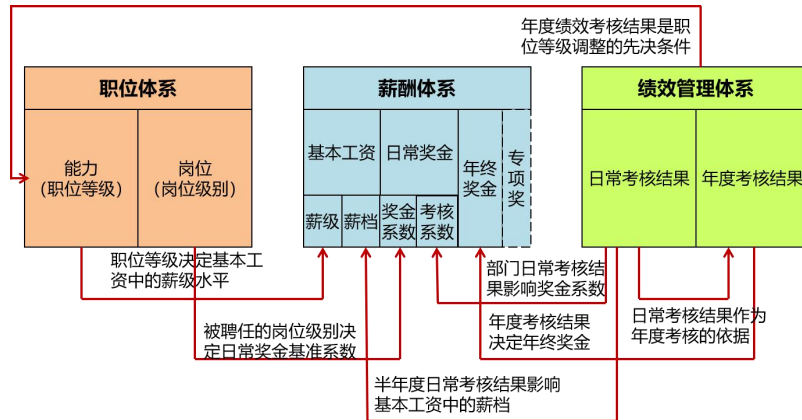 年度绩效考核结果是职
位等级调整的先决条件
职位体系
能力
（职位等级）
岗位
（岗位级别）
薪酬体系
基本工资
日常奖金
年终
奖金
专
项
奖
薪级
薪档
奖金
系数
考核
系数
绩效管理体系
日常考核结果
年度考核结果
职位等级决定基本工
资中的薪级水平
部门日常考核结
果影响奖金系数
日常考核结果作为
年度考核的依据
年度考核结果
决定年终奖金
被聘任的岗位级别决
定日常奖金基准系数
半年度日常考核结果影响
基本工资中的薪档